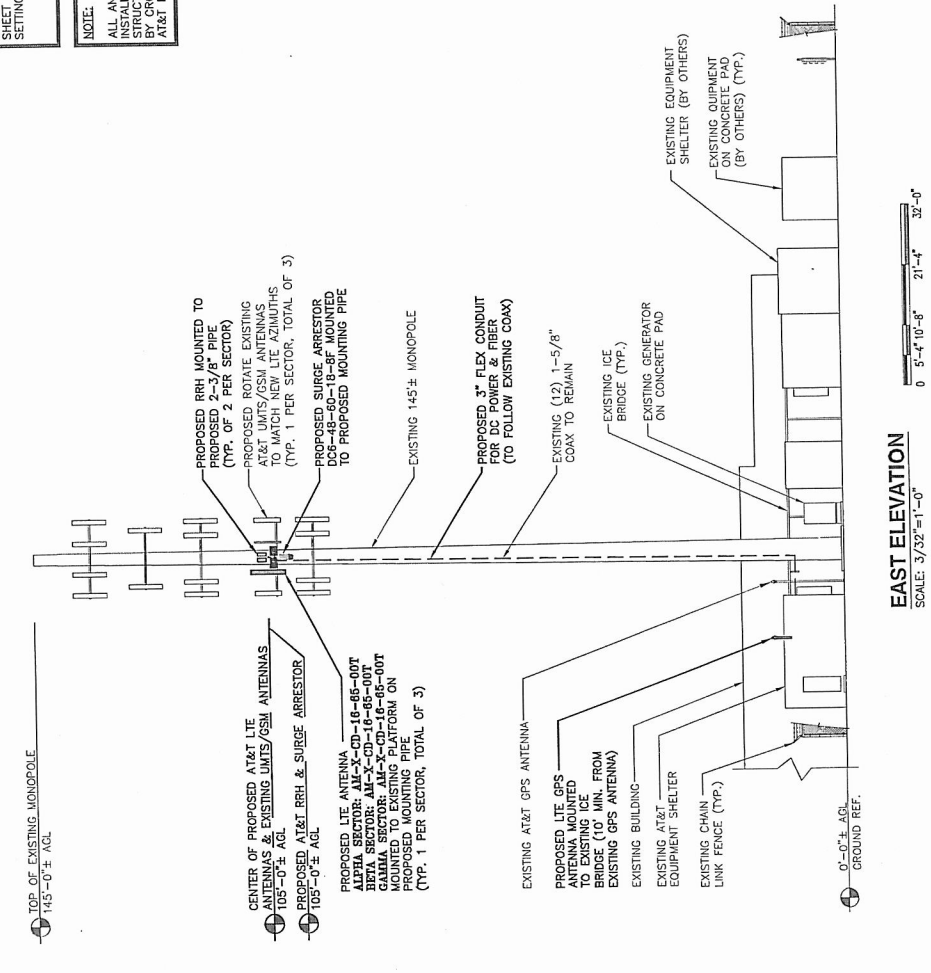 SHEET
SETTING
NOTE:
ALL AN
INSTALL
STRUCT
BY CRO
AT&T
TOP OF EXISTING MONOPOLE
145'-0"± AGL
CENTER OF PROPOSED AT&T LTE
ANTENNAS & EXISTING UMTS/GSM ANTENNAS
105'-0"± AGL
PROPOSED AT&T RRH & SURGE ARRESTOR
105'-0"± AGL
PROPOSED LTE ANTENNA
ALPHA SECTOR: AM-X-CD-16-65-00T
BETA SECTOR: AM-X-CD-16-65-00T
GAMMA SECTOR: AM-X-CD-16-65-00T
MOUNTED TO EXISTING PLATFORM ON
PROPOSED MOUNTING PIPE
(TYP. 1 PER SECTOR, TOTAL OF 3)
EXISTING AT&T GPS ANTENNA
PROPOSED LTE GPS
ANTENNA MOUNTED
TO EXISTING ICE
BRIDGE (10' MIN. FROM
EXISTING GPS ANTENNA)
EXISTING BUILDING
EXISTING AT&T
EQUIPMENT SHELTER
EXISTING CHAIN
LINK FENCE (TYP.)
0'-0"± AGL
GROUND REF.
PROPOSED RRH MOUNTED TO
PROPOSED 2-3/8" PIPE
(TYP. OF 2 PER SECTOR)
PROPOSED ROTATE EXISTING
AT&T UMTS/GSM ANTENNAS
TO MATCH NEW LTE AZIMUTHS
(TYP. 1 PER SECTOR, TOTAL OF 3)
PROPOSED SURGE ARRESTOR
DC6-48-60-18-8F MOUNTED
TO PROPOSED MOUNTING PIPE
EXISTING 145'± MONOPOLE
PROPOSED 3" FLEX CONDUIT
FOR DC POWER & FIBER
(TO FOLLOW EXISTING COAX)
EXISTING (12) 1-5/8"
COAX TO REMAIN
EXISTING ICE
BRIDGE (TYP.)
EXISTING GENERATOR
ON CONCRETE PAD
EXISTING EQUIPMENT
SHELTER (BY OTHERS)
EXISTING QUIPMENT
ON CONCRETE PAD
(BY OTHERS) (TYP.)
EAST ELEVATION
SCALE: 3/32"=1'-0"
0 5'-4" 10'-8" 21'-4" 32'-0"